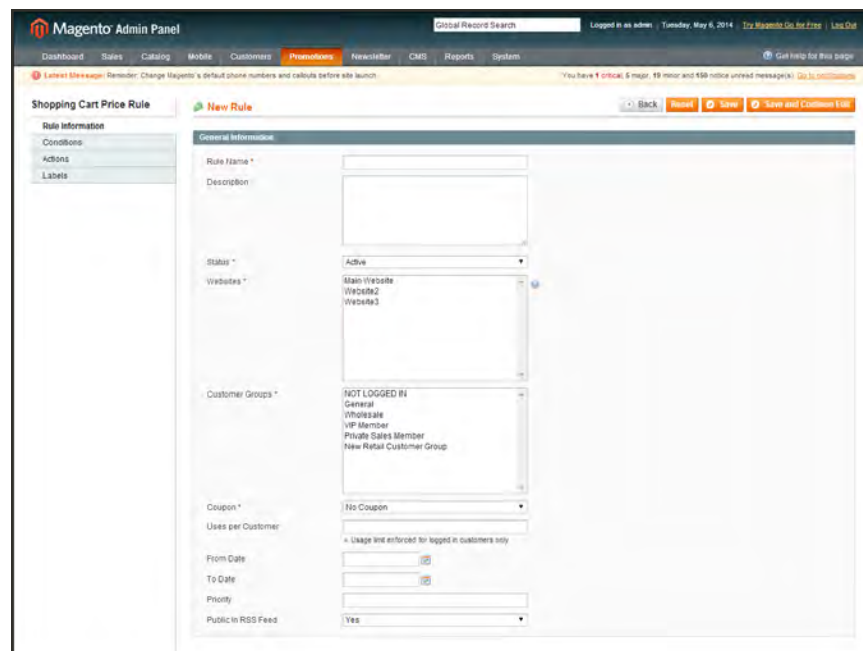 Magento® Admin Panel
Global Record Search
Logged in as admin | Tuesday, May 6, 2014 | Try Magento Go for Free | Log Out
Dashboard Sales Catalog Mobile Customers Promotions Newsletter CMS Reports System
Get help for this page
Latest Message: Reminder: Change Magento's default phone numbers and callouts before site launch
You have 1 critical, 5 major, 19 minor and 150 notice unread message(s). Go to notifications
Shopping Cart Price Rule
Rule Information
Conditions
Actions
Labels
New Rule
Back Reset Save Save and Continue Edit
General Information
Rule Name *
Description
Status * Active
Websites * Main Website
Website2
Website3
Customer Groups * NOT LOGGED IN
General
Wholesale
VIP Member
Private Sales Member
New Retail Customer Group
Coupon * No Coupon
Uses per Customer
Usage limit enforced for logged in customers only
From Date
To Date
Priority
Public In RSS Feed Yes